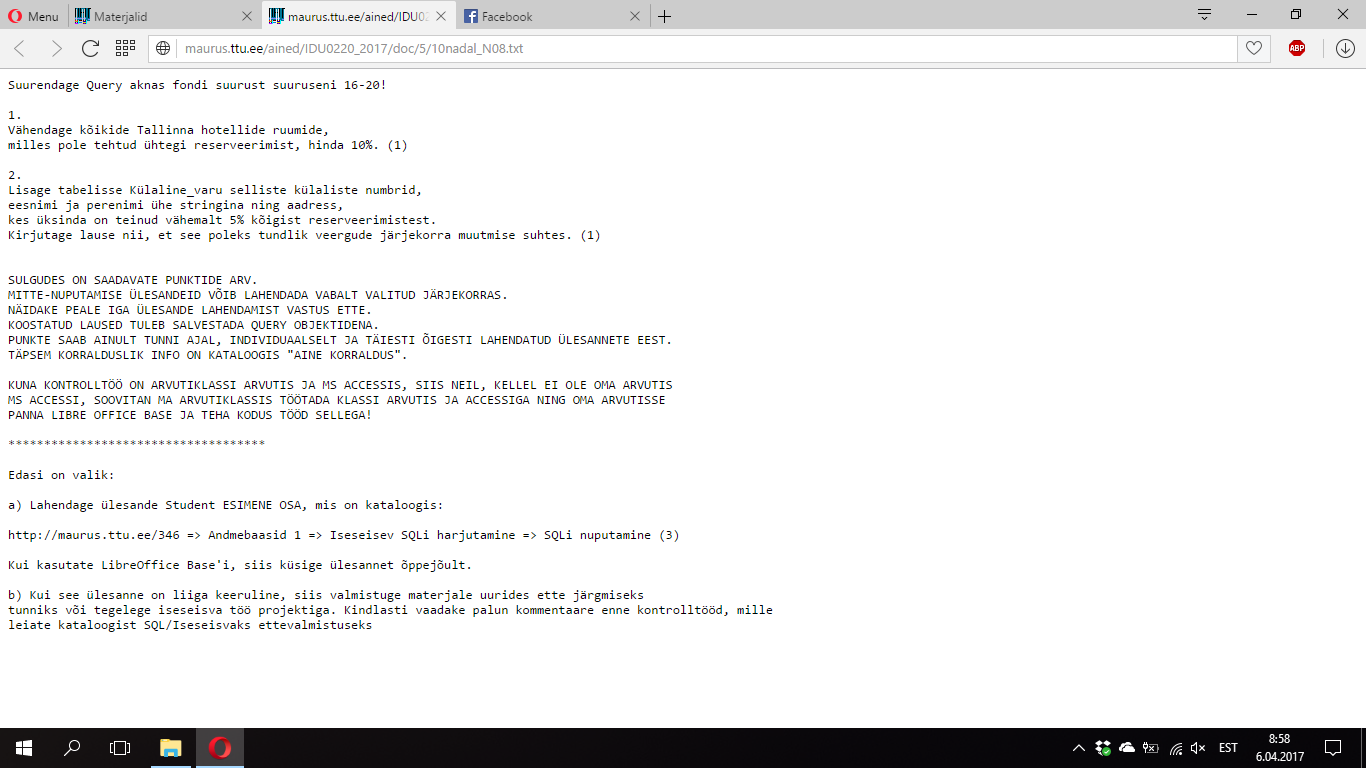 Menu
Materjalid
maurus.ttu.ee/ained/IDU02
Facebook
maurus.ttu.ee/ained/IDU0220_2017/doc/5/10nadal_N08.txt
ABP
Suurendage Query aknas fondi suurust suuruseni 16-20!
1.
Vähendage kõikide Tallinna hotellide ruumide,
milles pole tehtud ühtegi reserveerimist, hinda 10%. (1)
2.
Lisage tabelisse Külaline_varu selliste külaliste numbrid,
eesnimi ja perenimi ühe stringina ning aadress,
kes üksinda on teinud vähemalt 5% kõigist reserveerimistest.
Kirjutage lause nii, et see poleks tundlik veergude järjekorra muutmise suhtes. (1)
SULGUDES ON SAADAVATE PUNKTIDE ARV.
MITTE-NUPUTAMISE ÜLESANDEID VÕIB LAHENDADA VABALT VALITUD JÄRJEKORRAS.
NÄIDAKE PEALE IGA ÜLESANDE LAHENDAMIST VASTUS ETTE.
KOOSTATUD LAUSED TULEB SALVESTADA QUERY OBJEKTIDENA.
PUNKTE SAAB AINULT TUNNI AJAL, INDIVIDUAALSELT JA TÄIESTI ÕIGESTI LAHENDATUD ÜLESANNETE EEST.
TÄPSEM KORRALDUSLIK INFO ON KATALOOGIS "AINE KORRALDUS".
KUNA KONTROLLTÖÖ ON ARVUTIKLASSI ARVUTIS JA MS ACCESSIS, SIIS NEIL, KELLEL EI OLE OMA ARVUTIS
MS ACCESSI, SOOVITAN MA ARVUTIKLASSIS TÖÖTADA KLASSI ARVUTIS JA ACCESSIGA NING OMA ARVUTISSE
PANNA LIBRE OFFICE BASE JA TEHA KODUS TÖÖD SELLEGA!
************************************
Edasi on valik:
a) Lahendage ülesande Student ESIMENE OSA, mis on kataloogis:
http://maurus.ttu.ee/346 => Andmebaasid 1 => Iseseisev SQLi harjutamine => SQLi nuputamine (3)
Kui kasutate LibreOffice Base'i, siis küsige ülesannet õppejõult.
b) Kui see ülesanne on liiga keeruline, siis valmistuge materjale uurides ette järgmiseks
tunniks või tegelege iseseisva töö projektiga. Kindlasti vaadake palun kommentaare enne kontrolltööd, mille
leiate kataloogist SQL/Iseseisvaks ettevalmistuseks
EST
8:58
6.04.2017